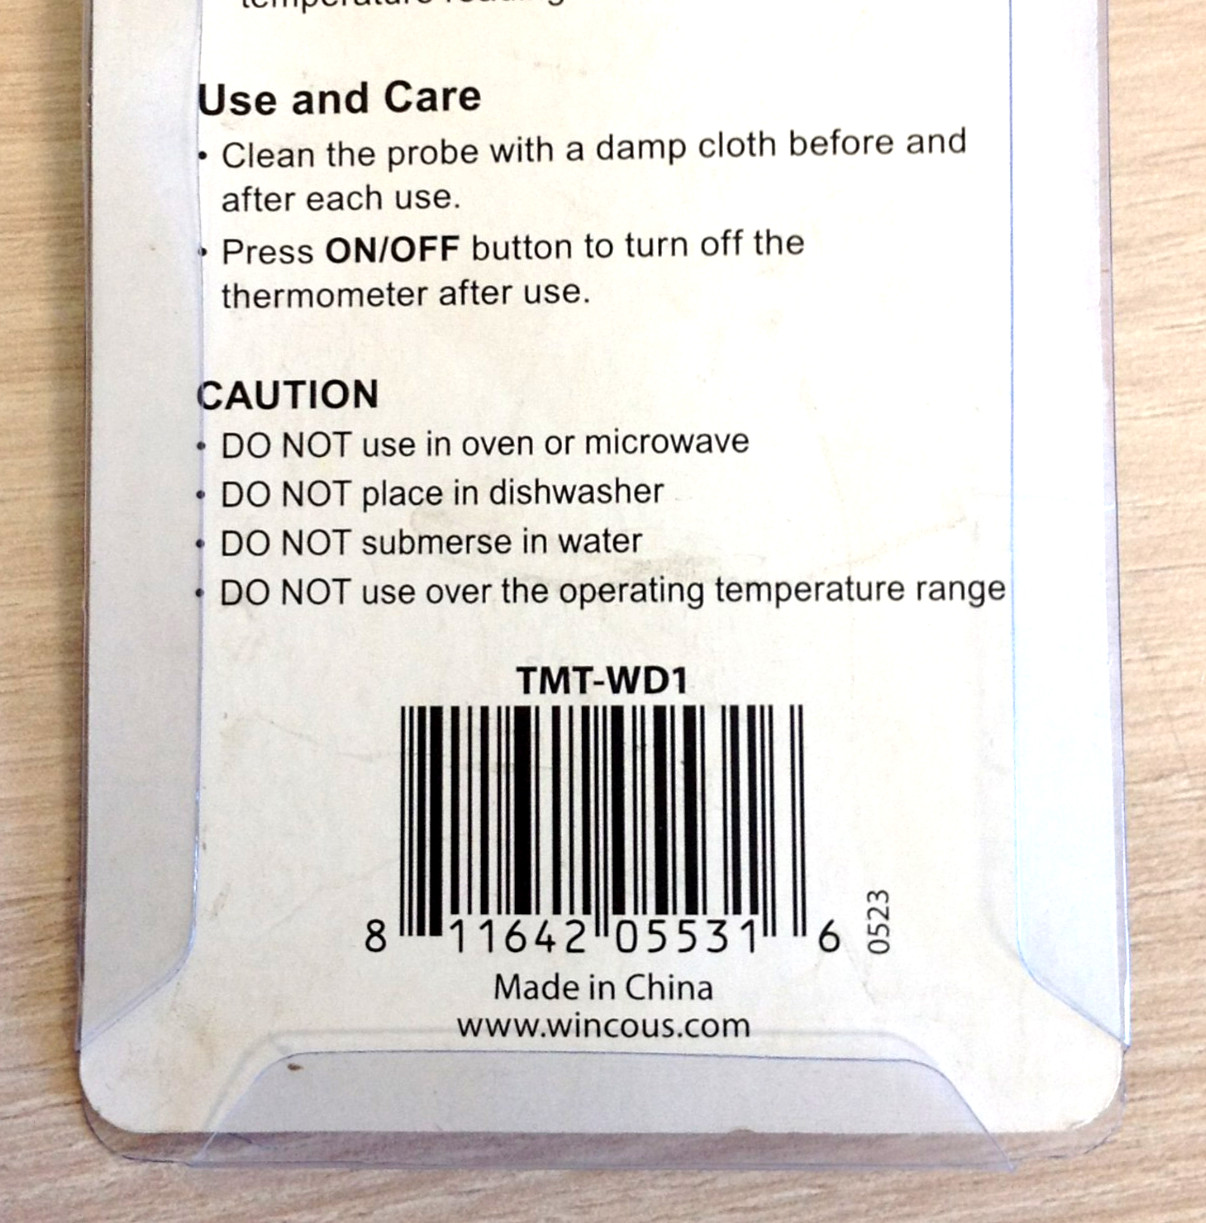 temperature reading
Use and Care
• Clean the probe with a damp cloth before and
after each use.
• Press ON/OFF button to turn off the
thermometer after use.
CAUTION
• DO NOT use in oven or microwave
• DO NOT place in dishwasher
• DO NOT submerse in water
• DO NOT use over the operating temperature range
TMT-WD1
8 11642 05531 6
0523
Made in China
www.wincous.com